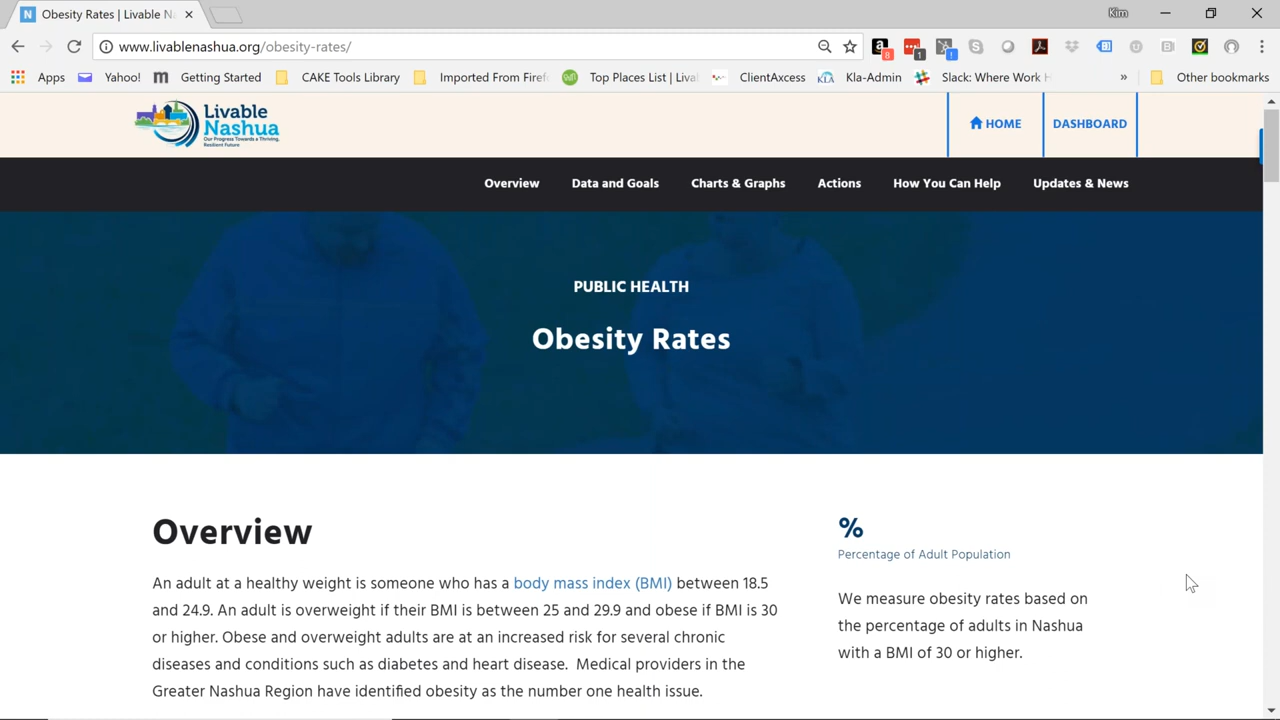 Obesity Rates | Livable N
Kim
www.livablenashua.org/obesity-rates/
8
1
!
Apps
Yahoo!
Getting Started
CAKE Tools Library
Imported From Firef
Top Places List | Liva
ClientAxcess
KLA
Kla-Admin
Slack: Where Work H
»
Other bookmarks
Livable
Nashua
Our Progress Towards a Thriving,
Resilient Future
HOME
DASHBOARD
Overview
Data and Goals
Charts & Graphs
Actions
How You Can Help
Updates & News
PUBLIC HEALTH
Obesity Rates
Overview
An adult at a healthy weight is someone who has a body mass index (BMI) between 18.5
and 24.9. An adult is overweight if their BMI is between 25 and 29.9 and obese if BMI is 30
or higher. Obese and overweight adults are at an increased risk for several chronic
diseases and conditions such as diabetes and heart disease. Medical providers in the
Greater Nashua Region have identified obesity as the number one health issue.
%
Percentage of Adult Population
We measure obesity rates based on
the percentage of adults in Nashua
with a BMI of 30 or higher.